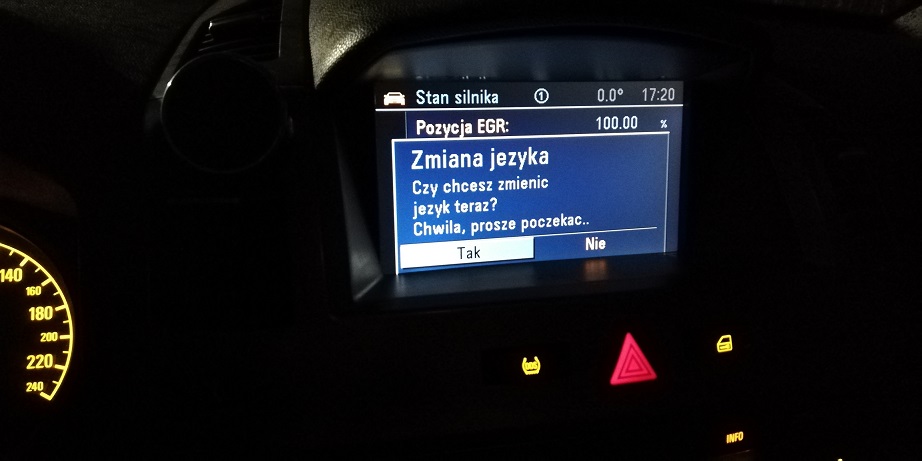 Stan silnika 1 0.0° 17:20
Pozycja EGR: 100.00 %
Zmiana jezyka
Czy chcesz zmienic
jezyk teraz?
Chwila, prosze poczekac..
Tak Nie
140
160
180
200
220
240
INFO